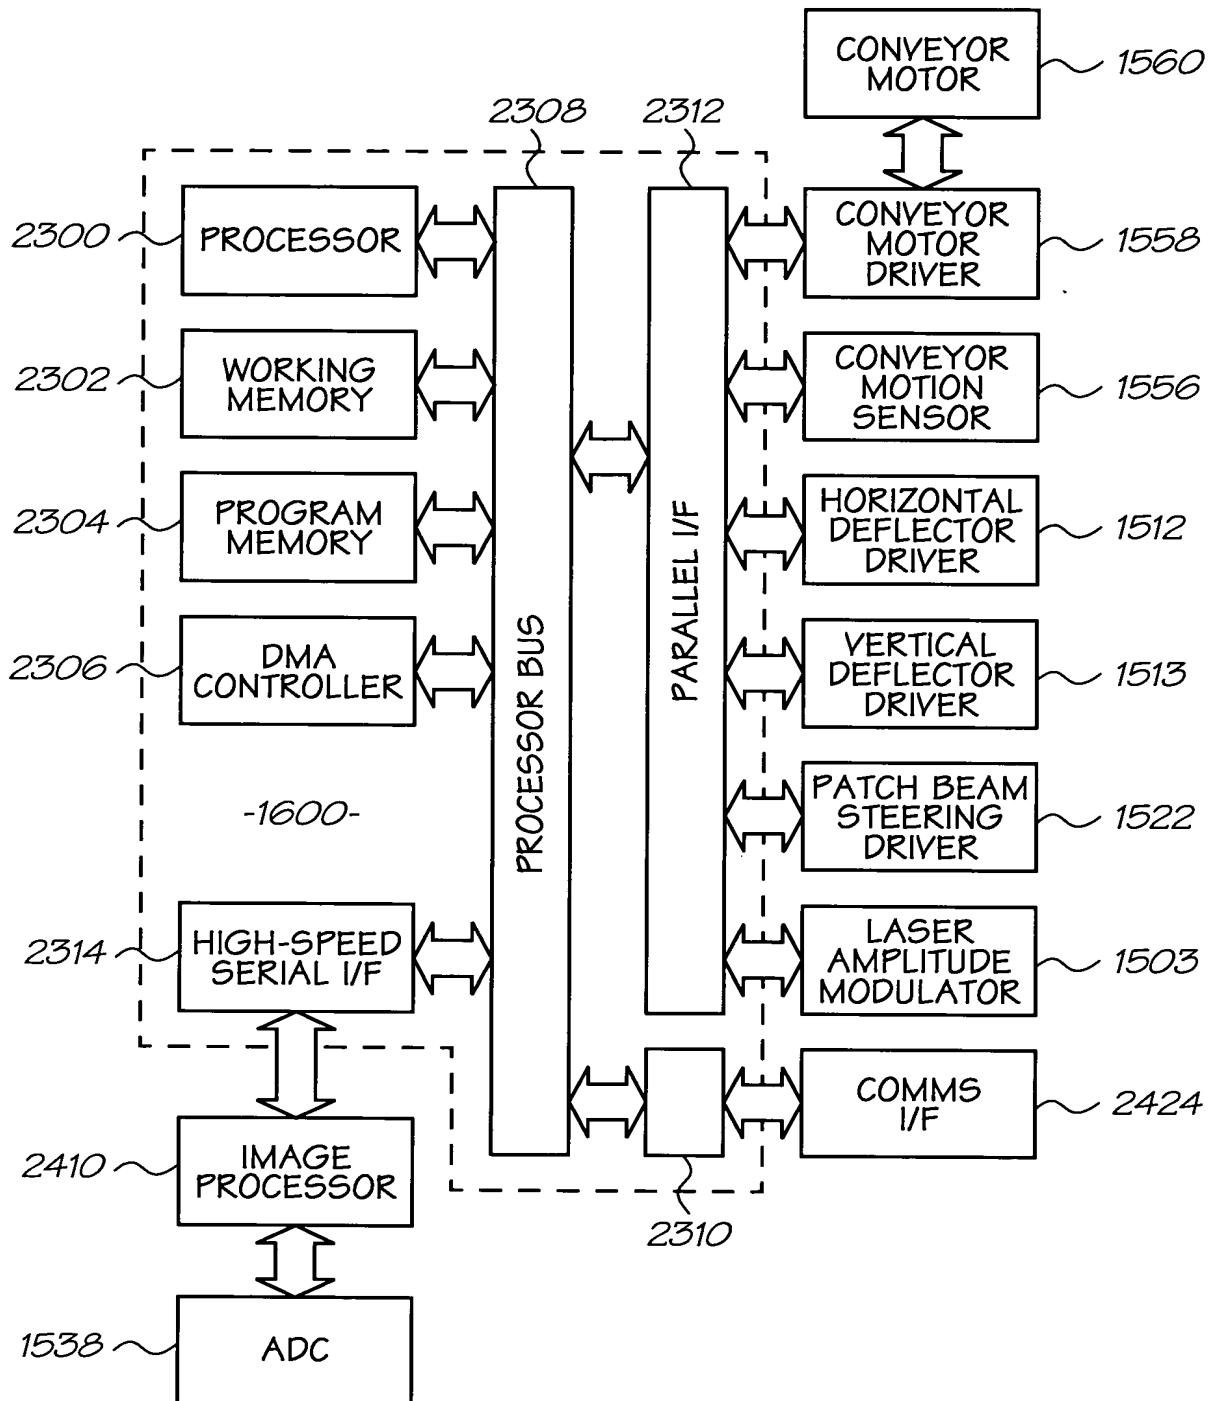 CONVEYOR
MOTOR
1560
2308
2312
2300
PROCESSOR
CONVEYOR
MOTOR
DRIVER
1558
2302
WORKING
MEMORY
CONVEYOR
MOTION
SENSOR
1556
2304
PROGRAM
MEMORY
HORIZONTAL
DEFLECTOR
DRIVER
1512
PROCESSOR BUS
PARALLEL I/F
2306
DMA
CONTROLLER
VERTICAL
DEFLECTOR
DRIVER
1513
-1600-
PATCH BEAM
STEERING
DRIVER
1522
2314
HIGH-SPEED
SERIAL I/F
LASER
AMPLITUDE
MODULATOR
1503
COMMS
I/F
2424
2410
IMAGE
PROCESSOR
2310
1538
ADC